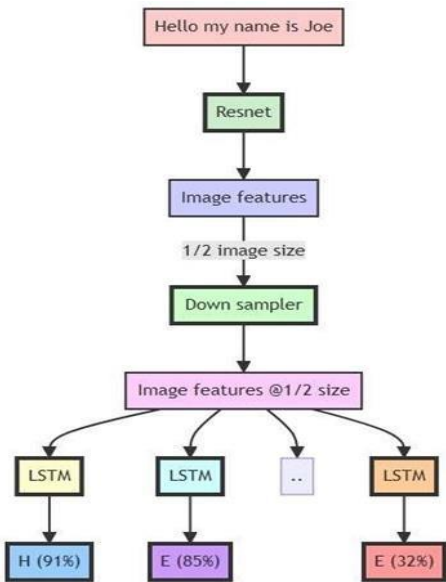 Hello my name is Joe
Resnet
Image features
1/2 image size
Down sampler
Image features @1/2 size
LSTM LSTM .. LSTM
H (91%) E (85%) E (32%)